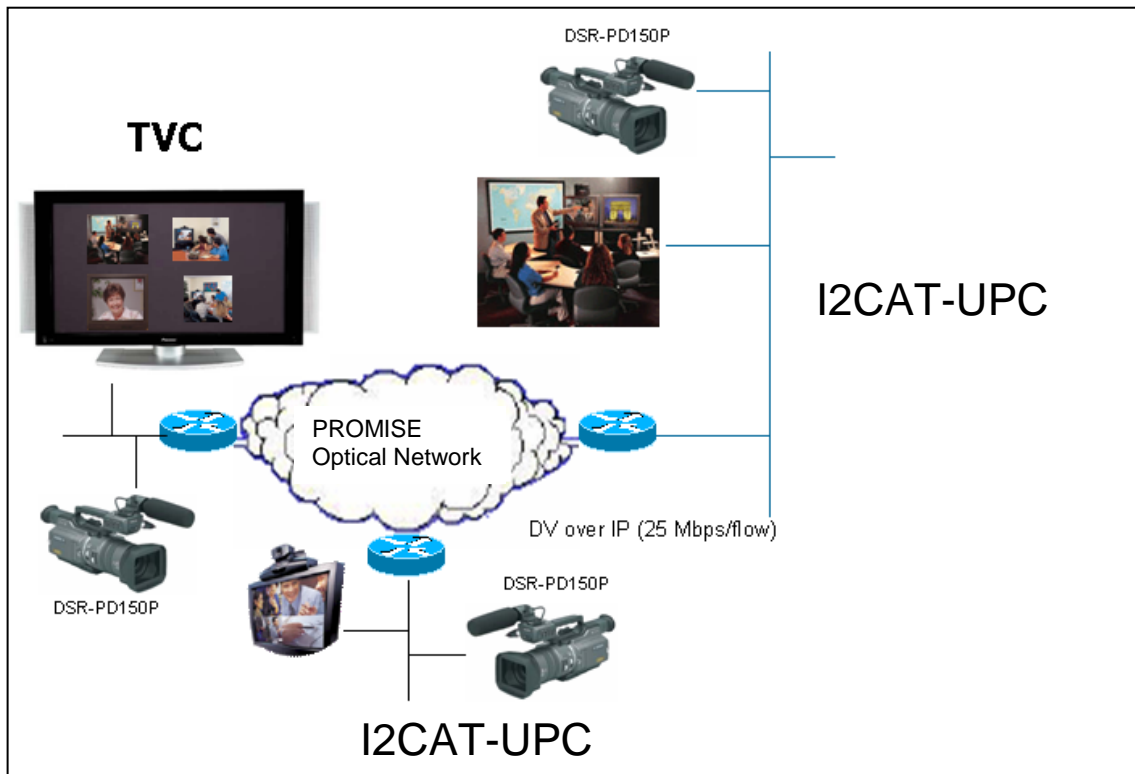 DSR-PD150P
TVC
I2CAT-UPC
PROMISE
Optical Network
DV over IP (25 Mbps/flow)
DSR-PD150P
DSR-PD150P
I2CAT-UPC